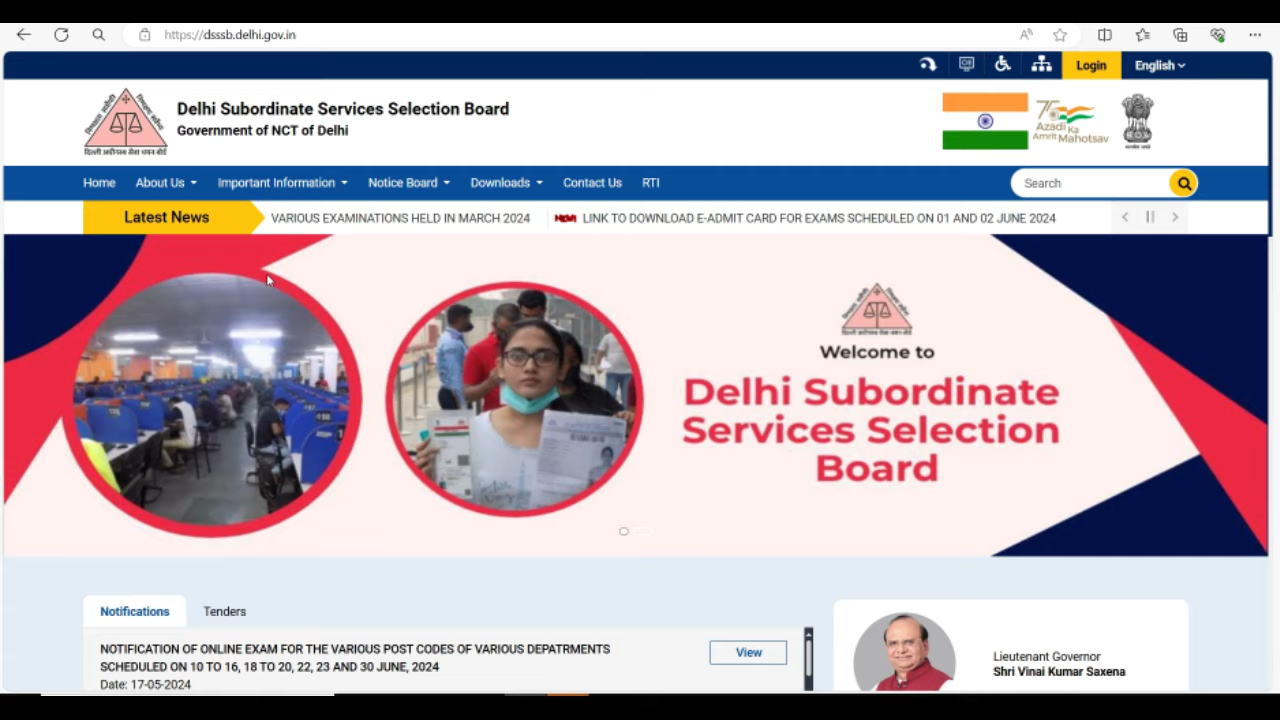 https://dsssb.delhi.gov.in
Login
English
Delhi Subordinate Services Selection Board
Government of NCT of Delhi
दिल्ली अधीनस्थ सेवा चयन बोर्ड
75
Azadi Ka
Amrit Mahotsav
Home
About Us
Important Information
Notice Board
Downloads
Contact Us
RTI
Search
Latest News
VARIOUS EXAMINATIONS HELD IN MARCH 2024
NEW
LINK TO DOWNLOAD E-ADMIT CARD FOR EXAMS SCHEDULED ON 01 AND 02 JUNE 2024
Welcome to
Delhi Subordinate
Services Selection
Board
Notifications
Tenders
NOTIFICATION OF ONLINE EXAM FOR THE VARIOUS POST CODES OF VARIOUS DEPATRMENTS
SCHEDULED ON 10 TO 16, 18 TO 20, 22, 23 AND 30 JUNE, 2024
Date: 17-05-2024
View
Lieutenant Governor
Shri Vinai Kumar Saxena